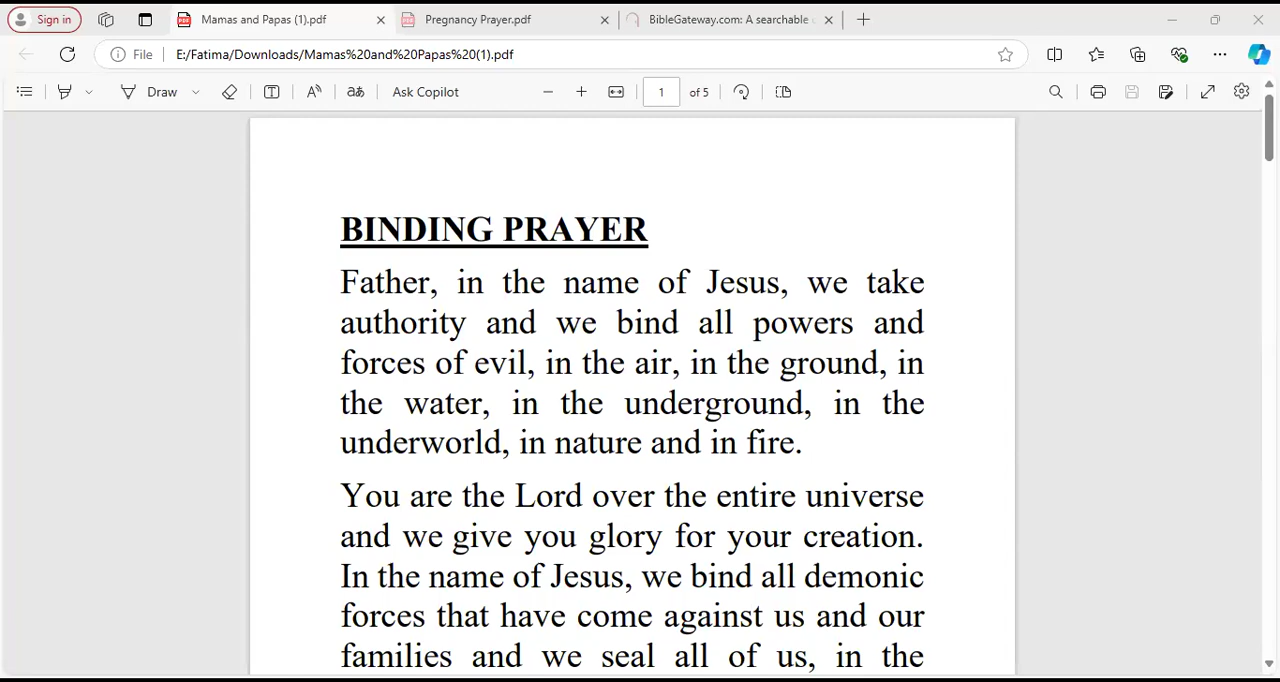 Sign in
Mamas and Papas (1).pdf
Pregnancy Prayer.pdf
BibleGateway.com: A searchable
File
E:/Fatima/Downloads/Mamas%20and%20Papas%20(1).pdf
Draw
aあ
Ask Copilot
1
of 5
BINDING PRAYER
Father, in the name of Jesus, we take
authority and we bind all powers and
forces of evil, in the air, in the ground, in
the water, in the underground, in the
underworld, in nature and in fire.
You are the Lord over the entire universe
and we give you glory for your creation.
In the name of Jesus, we bind all demonic
forces that have come against us and our
families and we seal all of us, in the